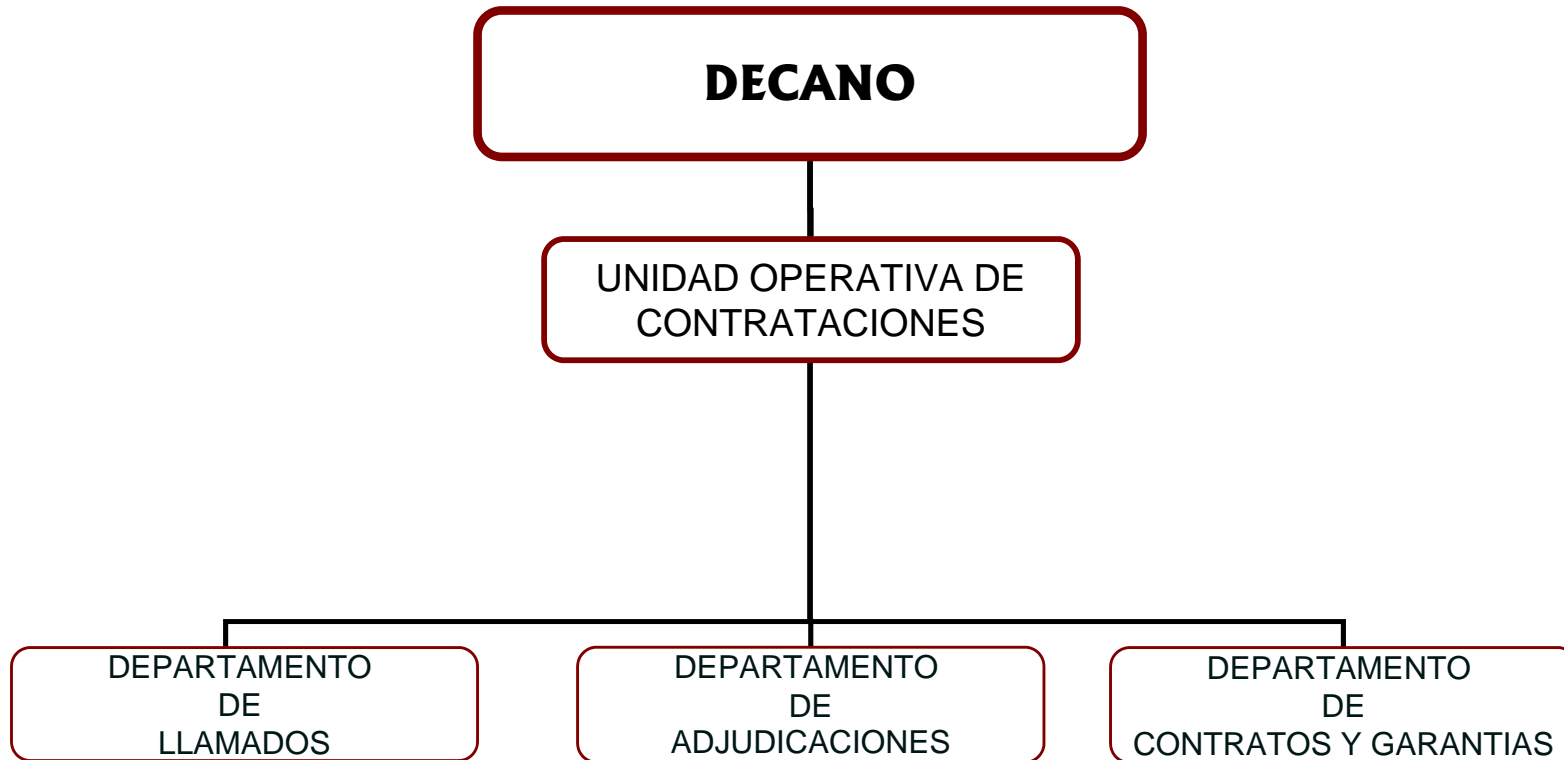 DECANO
UNIDAD OPERATIVA DE
CONTRATACIONES
DEPARTAMENTO
DE
LLAMADOS
DEPARTAMENTO
DE
ADJUDICACIONES
DEPARTAMENTO
DE
CONTRATOS Y GARANTIAS